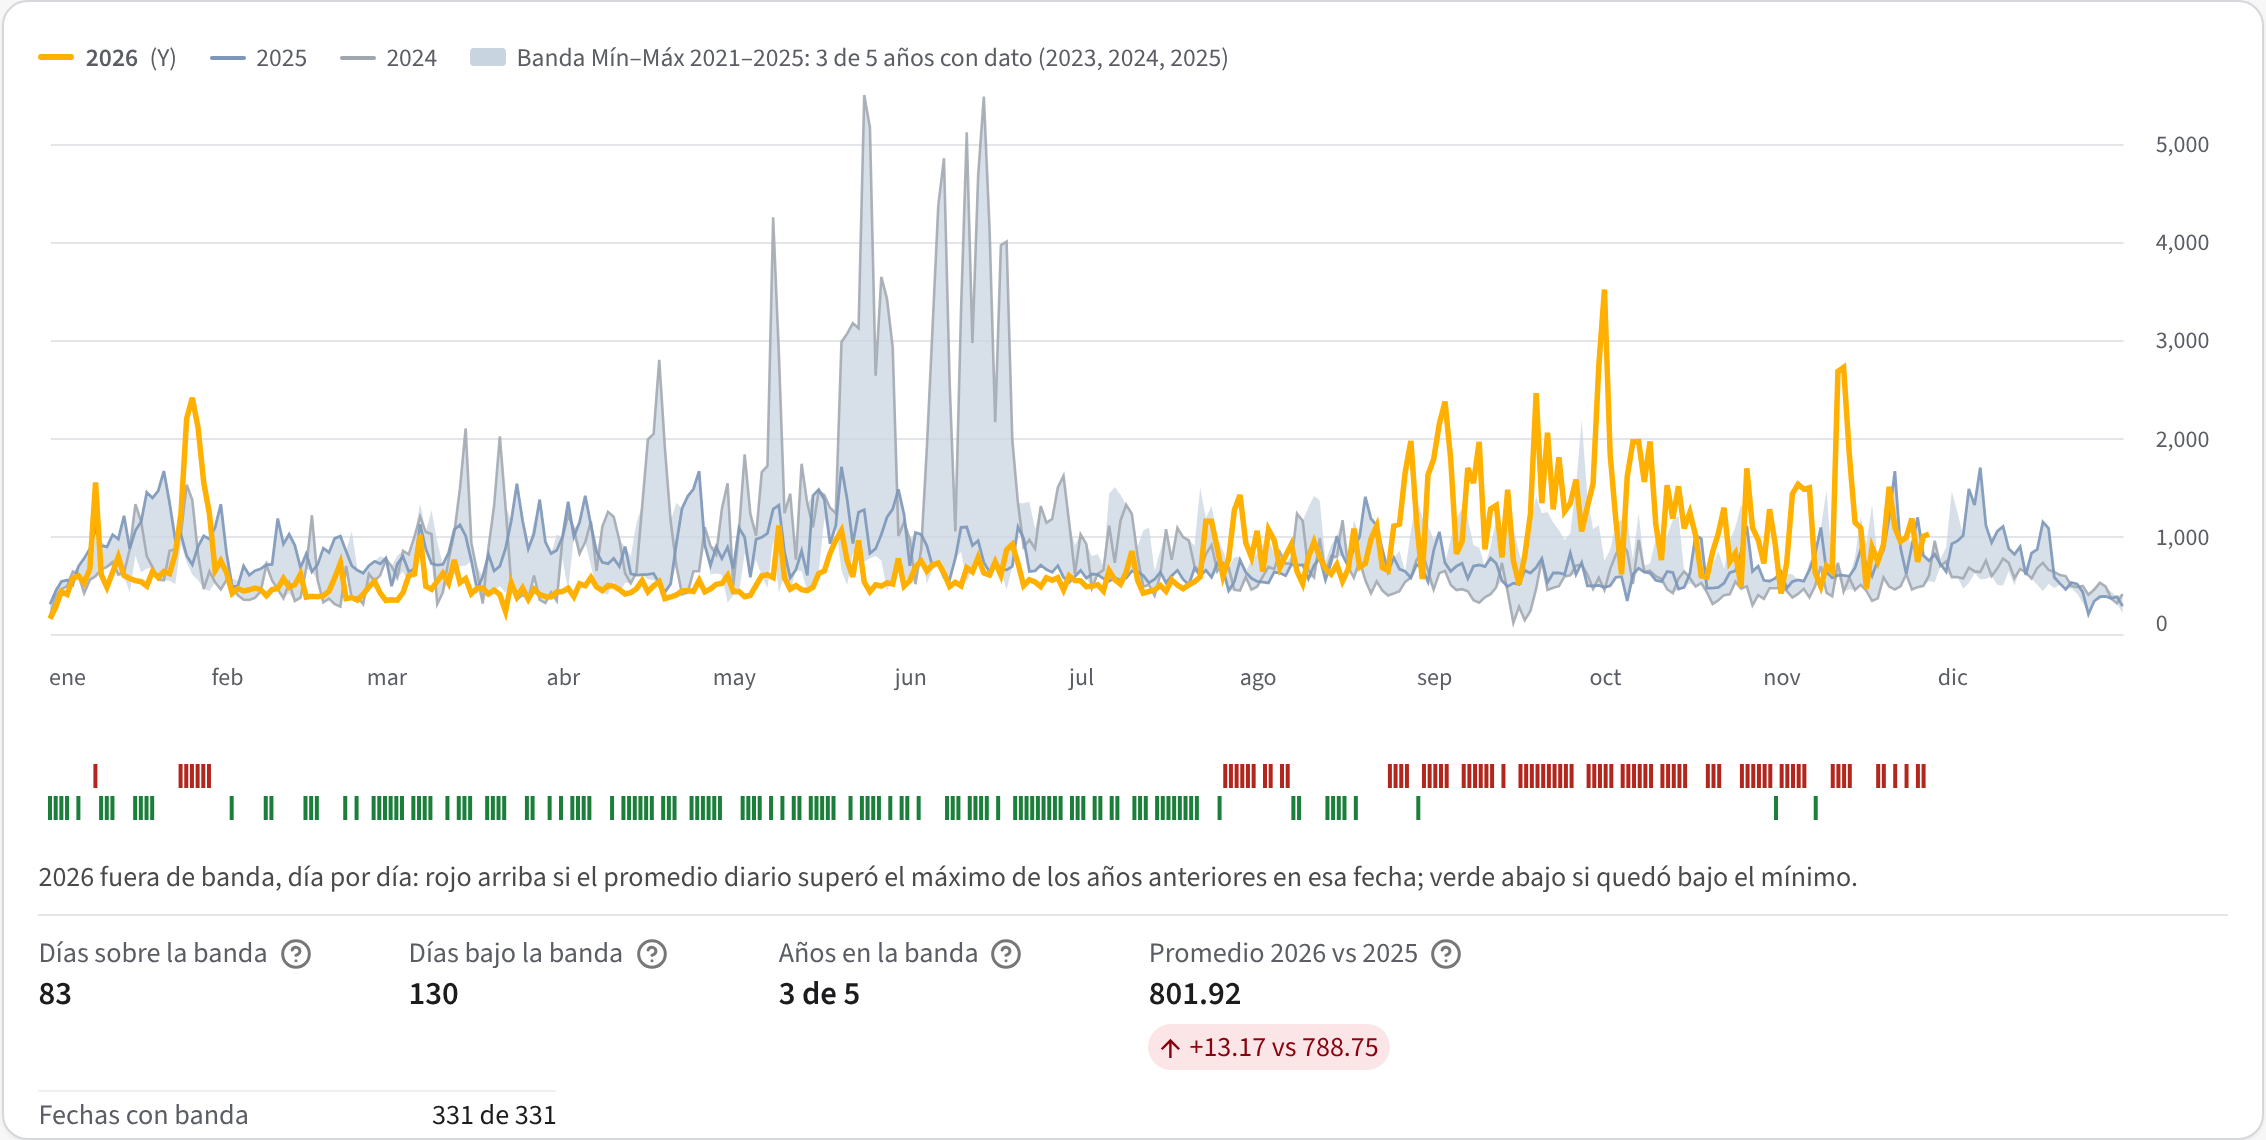 2026 (Y) 2025 2024 Banda Mín–Máx 2021–2025: 3 de 5 años con dato (2023, 2024, 2025)
5,000
4,000
3,000
2,000
1,000
0
ene feb mar abr may jun jul ago sep oct nov dic
2026 fuera de banda, día por día: rojo arriba si el promedio diario superó el máximo de los años anteriores en esa fecha; verde abajo si quedó bajo el mínimo.
Días sobre la banda ? Días bajo la banda ? Años en la banda ? Promedio 2026 vs 2025 ?
83 130 3 de 5 801.92
↑ +13.17 vs 788.75
Fechas con banda 331 de 331